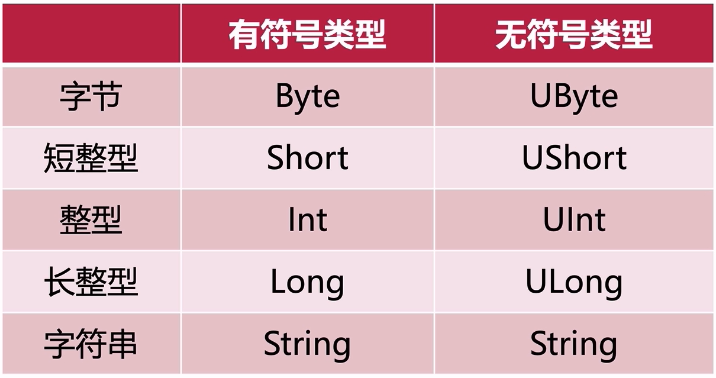 有符号类型 无符号类型
字节 Byte UByte
短整型 Short UShort
整型 Int UInt
长整型 Long ULong
字符串 String String